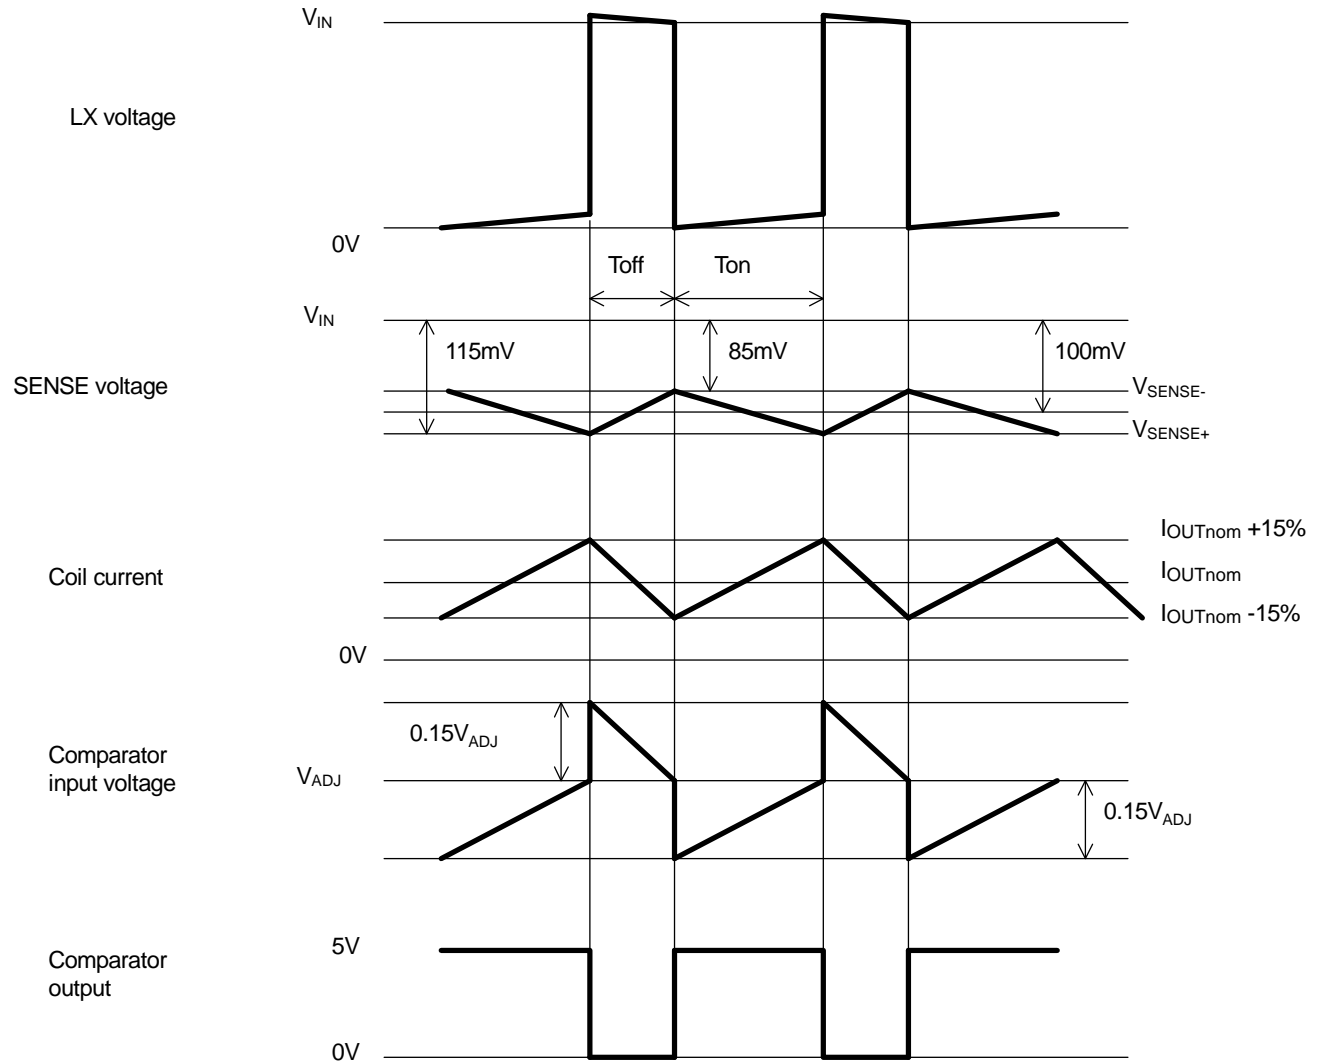 V_IN
LX voltage
0V
Toff
Ton
V_IN
115mV
85mV
100mV
SENSE voltage
V_SENSE-
V_SENSE+
I_OUTnom +15%
Coil current
I_OUTnom
I_OUTnom -15%
0V
0.15V_ADJ
Comparator
input voltage
V_ADJ
0.15V_ADJ
5V
Comparator
output
0V